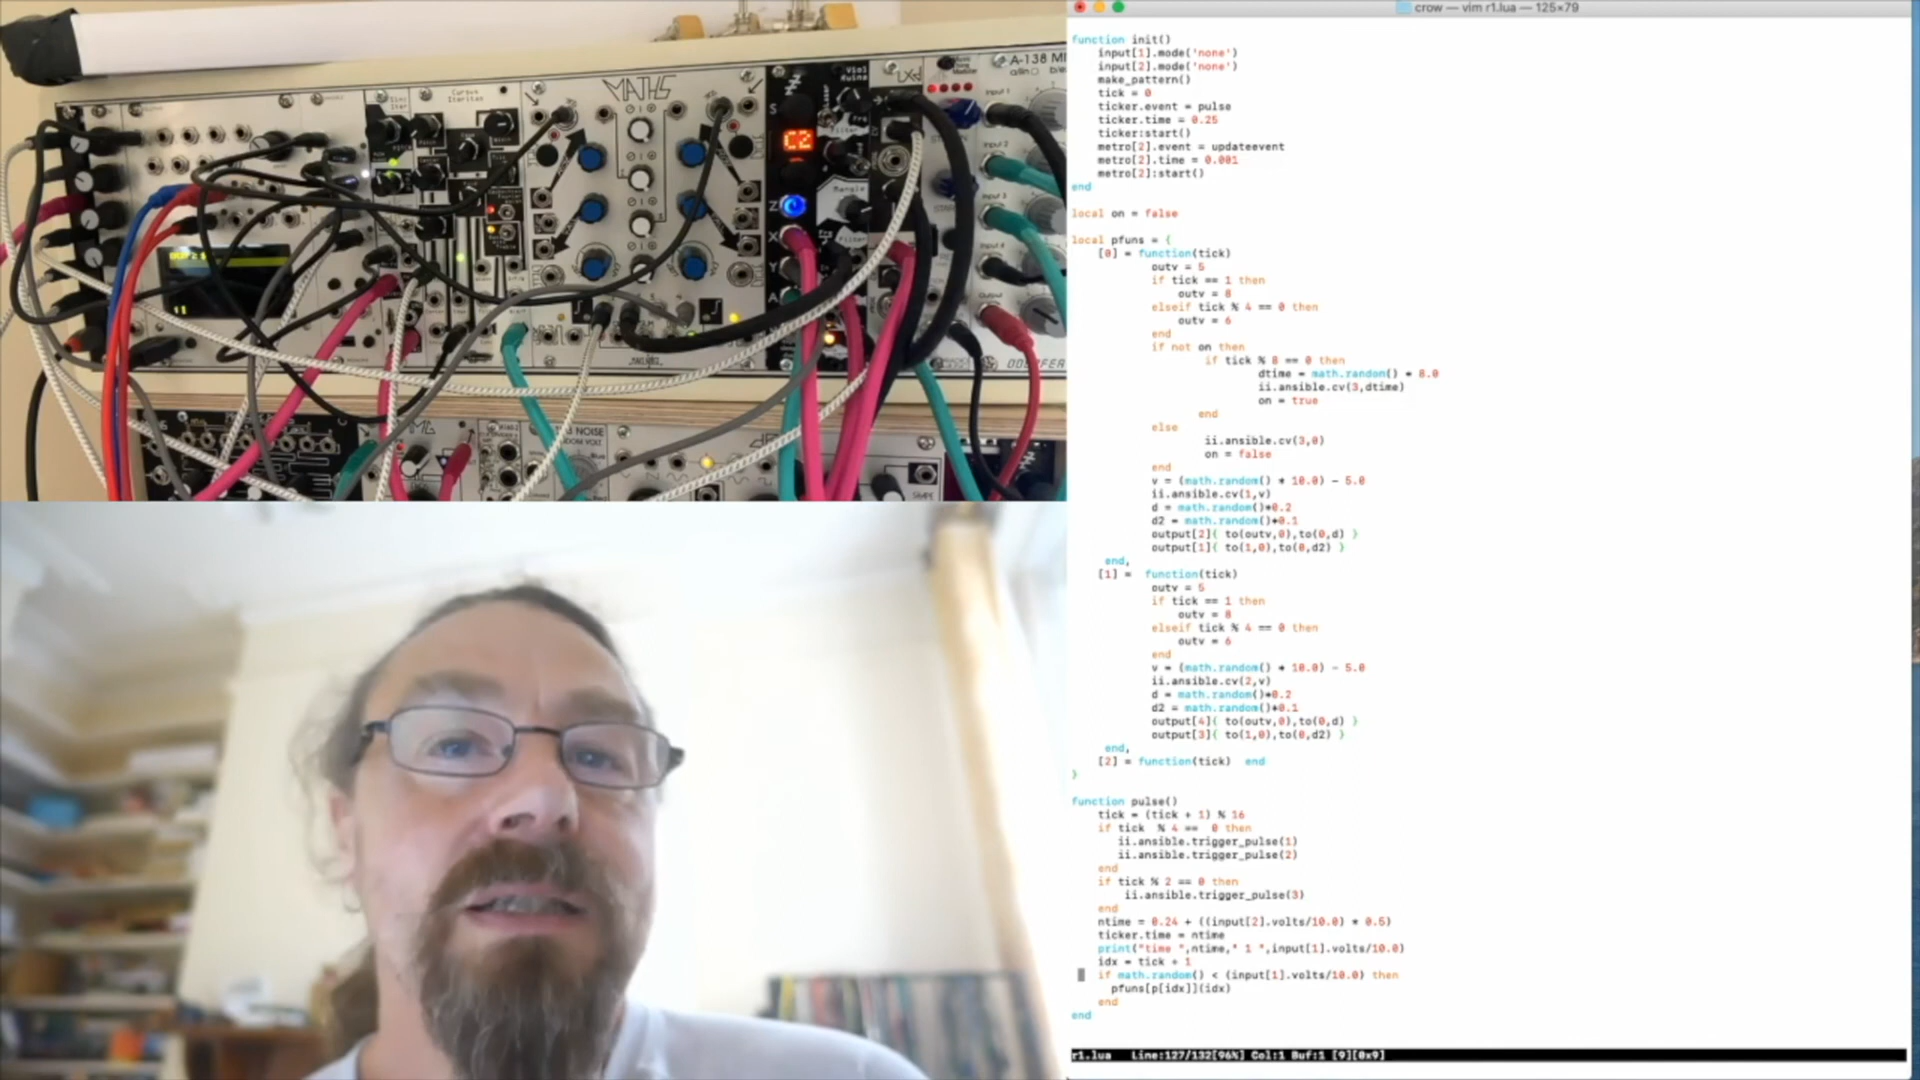 MATHS
A-138 MI
Input 1
Input 2
Input 3
Input 4
Output
C2
S
Z
X
Y
A
Mangle
Filter
NOISE
SHAPE
crow — vim r1.lua — 125×79
function init()
input[1].mode('none')
input[2].mode('none')
make_pattern()
tick = 0
ticker.event = pulse
ticker.time = 0.25
ticker:start()
metro[2].event = updateevent
metro[2].time = 0.001
metro[2]:start()
end
local on = false
local pfuns = {
[0] = function(tick)
outv = 5
if tick == 1 then
outv = 8
elseif tick % 4 == 0 then
outv = 6
end
if not on then
if tick % 8 == 0 then
dtime = math.random() * 8.0
ii.ansible.cv(3,dtime)
on = true
end
else
ii.ansible.cv(3,0)
on = false
end
v = (math.random() * 10.0) - 5.0
ii.ansible.cv(1,v)
d = math.random()*0.2
d2 = math.random()*0.1
output[2]{ to(outv,0),to(0,d) }
output[1]{ to(1,0),to(0,d2) }
end,
[1] = function(tick)
outv = 5
if tick == 1 then
outv = 8
elseif tick % 4 == 0 then
outv = 6
end
v = (math.random() * 10.0) - 5.0
ii.ansible.cv(2,v)
d = math.random()*0.2
d2 = math.random()*0.1
output[4]{ to(outv,0),to(0,d) }
output[3]{ to(1,0),to(0,d2) }
end,
[2] = function(tick) end
}
function pulse()
tick = (tick + 1) % 16
if tick % 4 == 0 then
ii.ansible.trigger_pulse(1)
ii.ansible.trigger_pulse(2)
end
if tick % 2 == 0 then
ii.ansible.trigger_pulse(3)
end
ntime = 0.24 + ((input[2].volts/10.0) * 0.5)
ticker.time = ntime
print("time ",ntime," 1 ",input[1].volts/10.0)
idx = tick + 1
if math.random() < (input[1].volts/10.0) then
pfuns[p[idx]](idx)
end
end
r1.lua Line:127/132[96%] Col:1 Buf:1 [9][0x9]